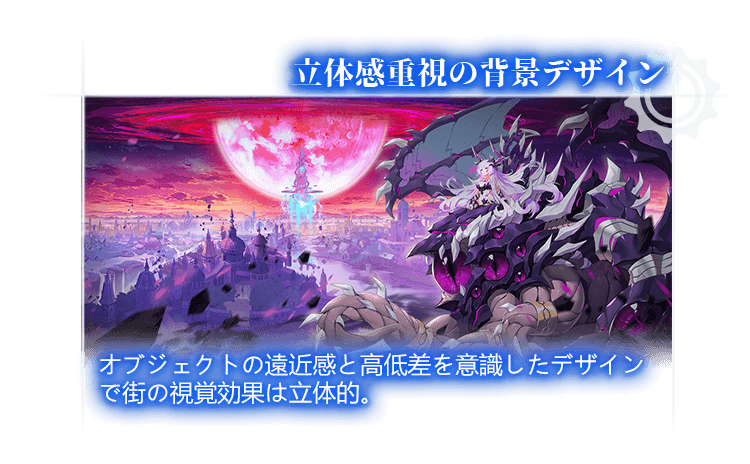 立体感重視の背景デザイン
オブジェクトの遠近感と高低差を意識したデザイン
で街の視覚効果は立体的。